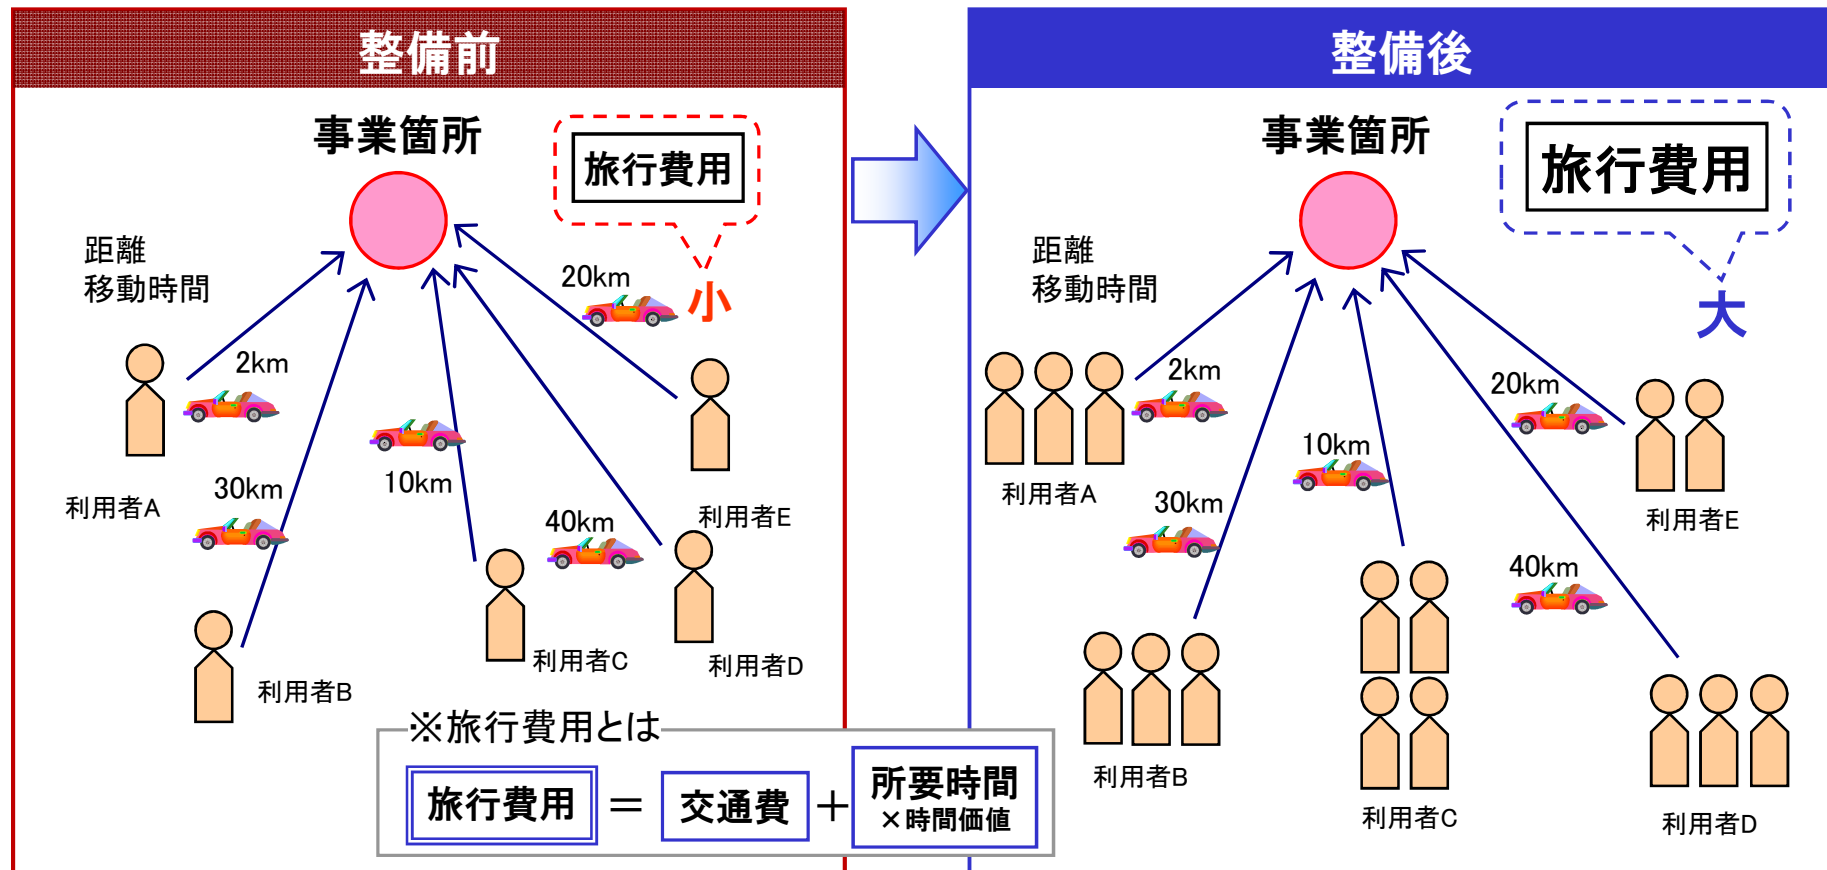 整備前
事業箇所
旅行費用
小
距離
移動時間
20km
2km
利用者A
30km
10km
40km
利用者E
利用者B
利用者C
利用者D
整備後
事業箇所
旅行費用
大
距離
移動時間
2km
20km
利用者A
10km
30km
利用者E
40km
利用者B
利用者C
利用者D
※旅行費用とは
旅行費用 = 交通費 + 所要時間
×時間価値